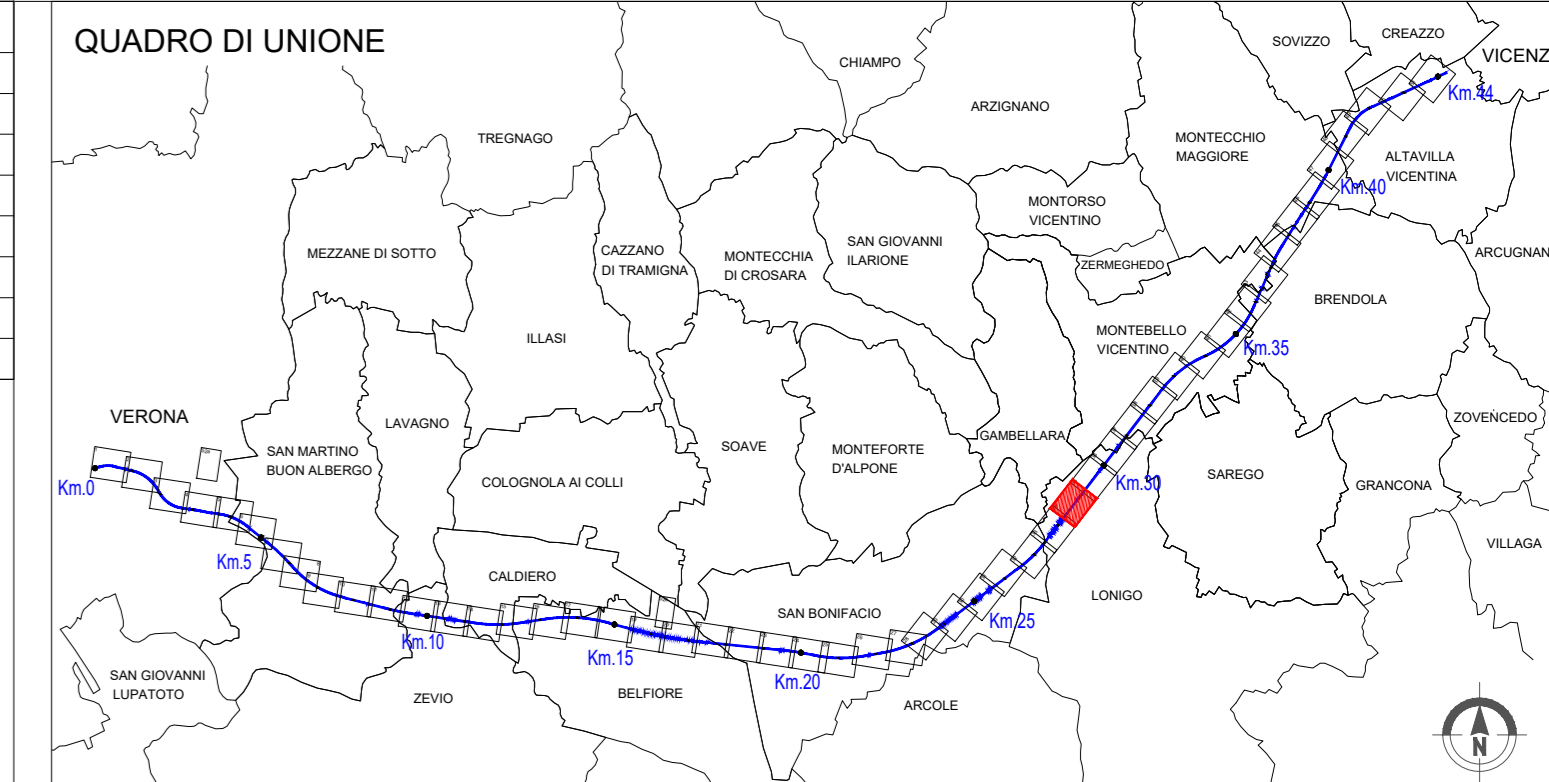 QUADRO DI UNIONE
CREAZZO
SOVIZZO
VICENZ
CHIAMPO
Km.44
ARZIGNANO
TREGNAGO
MONTECCHIO
MAGGIORE
ALTAVILLA
VICENTINA
Km.40
MONTORSO
VICENTINO
MEZZANE DI SOTTO
CAZZANO
DI TRAMIGNA
MONTECCHIA
DI CROSARA
SAN GIOVANNI
ILARIONE
ZERMEGHEDO
ARCUGNAN
BRENDOLA
ILLASI
MONTEBELLO
VICENTINO
Km.35
VERONA
LAVAGNO
ZOVENCEDO
SAN MARTINO
BUON ALBERGO
SOAVE
MONTEFORTE
D'ALPONE
GAMBELLARA
SAREGO
COLOGNOLA AI COLLI
Km.0
Km.30
GRANCONA
VILLAGA
Km.5
CALDIERO
SAN BONIFACIO
LONIGO
Km.25
Km.10
Km.15
SAN GIOVANNI
LUPATOTO
Km.20
ZEVIO
BELFIORE
ARCOLE
N